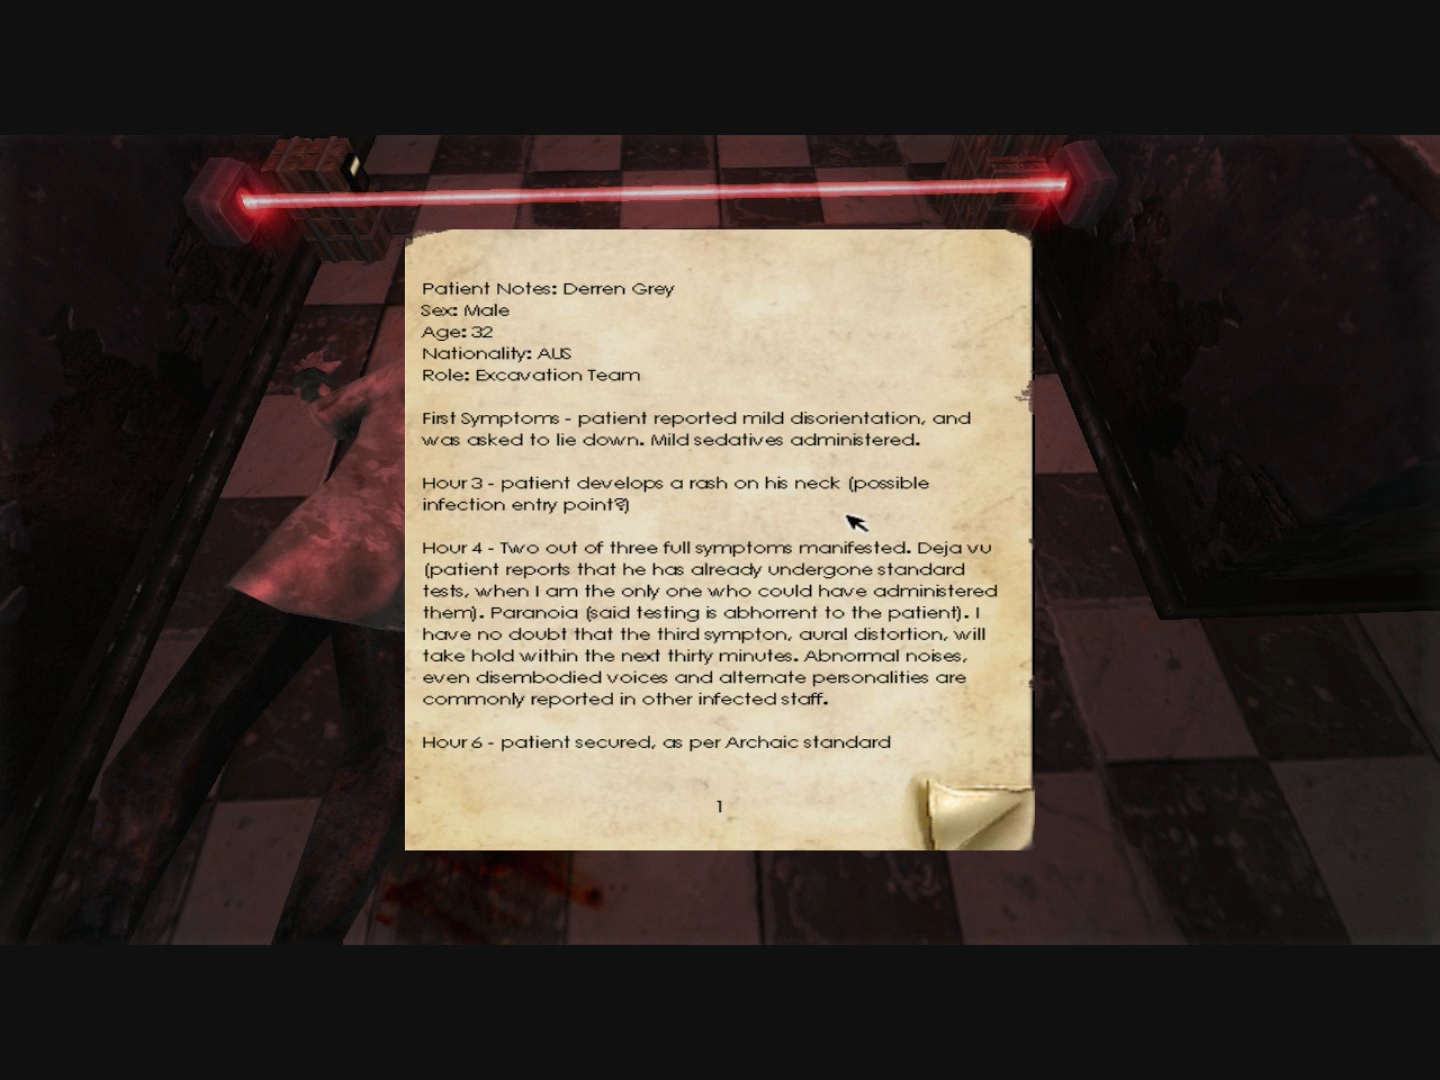 Patient Notes: Derren Grey
Sex: Male
Age: 32
Nationality: AUS
Role: Excavation Team
First Symptoms - patient reported mild disorientation, and
was asked to lie down. Mild sedatives administered.
Hour 3 - patient develops a rash on his neck (possible
infection entry point?)
Hour 4 - Two out of three full symptoms manifested. Deja vu
(patient reports that he has already undergone standard
tests, when I am the only one who could have administered
them). Paranoia (said testing is abhorrent to the patient). I
have no doubt that the third sympton, aural distortion, will
take hold within the next thirty minutes. Abnormal noises,
even disembodied voices and alternate personalities are
commonly reported in other infected staff.
Hour 6 - patient secured, as per Archaic standard
1